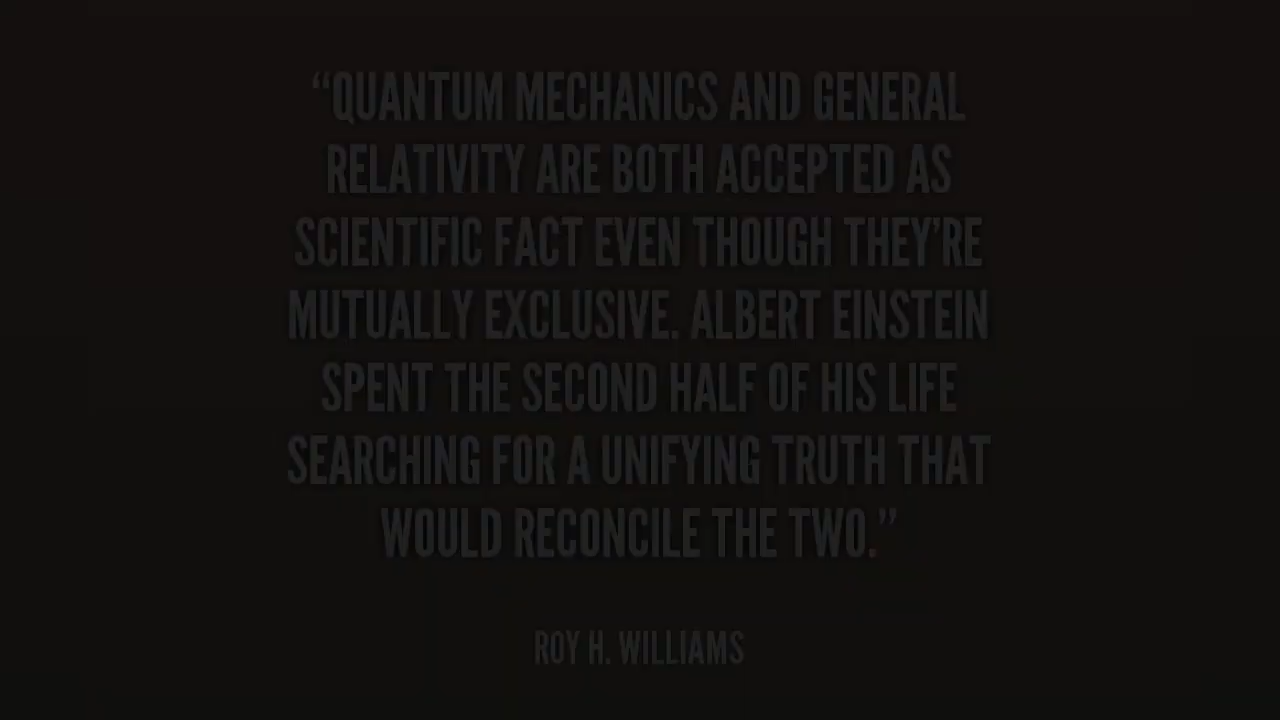 “QUANTUM MECHANICS AND GENERAL
RELATIVITY ARE BOTH ACCEPTED AS
SCIENTIFIC FACT EVEN THOUGH THEY’RE
MUTUALLY EXCLUSIVE. ALBERT EINSTEIN
SPENT THE SECOND HALF OF HIS LIFE
SEARCHING FOR A UNIFYING TRUTH THAT
WOULD RECONCILE THE TWO.”
ROY H. WILLIAMS